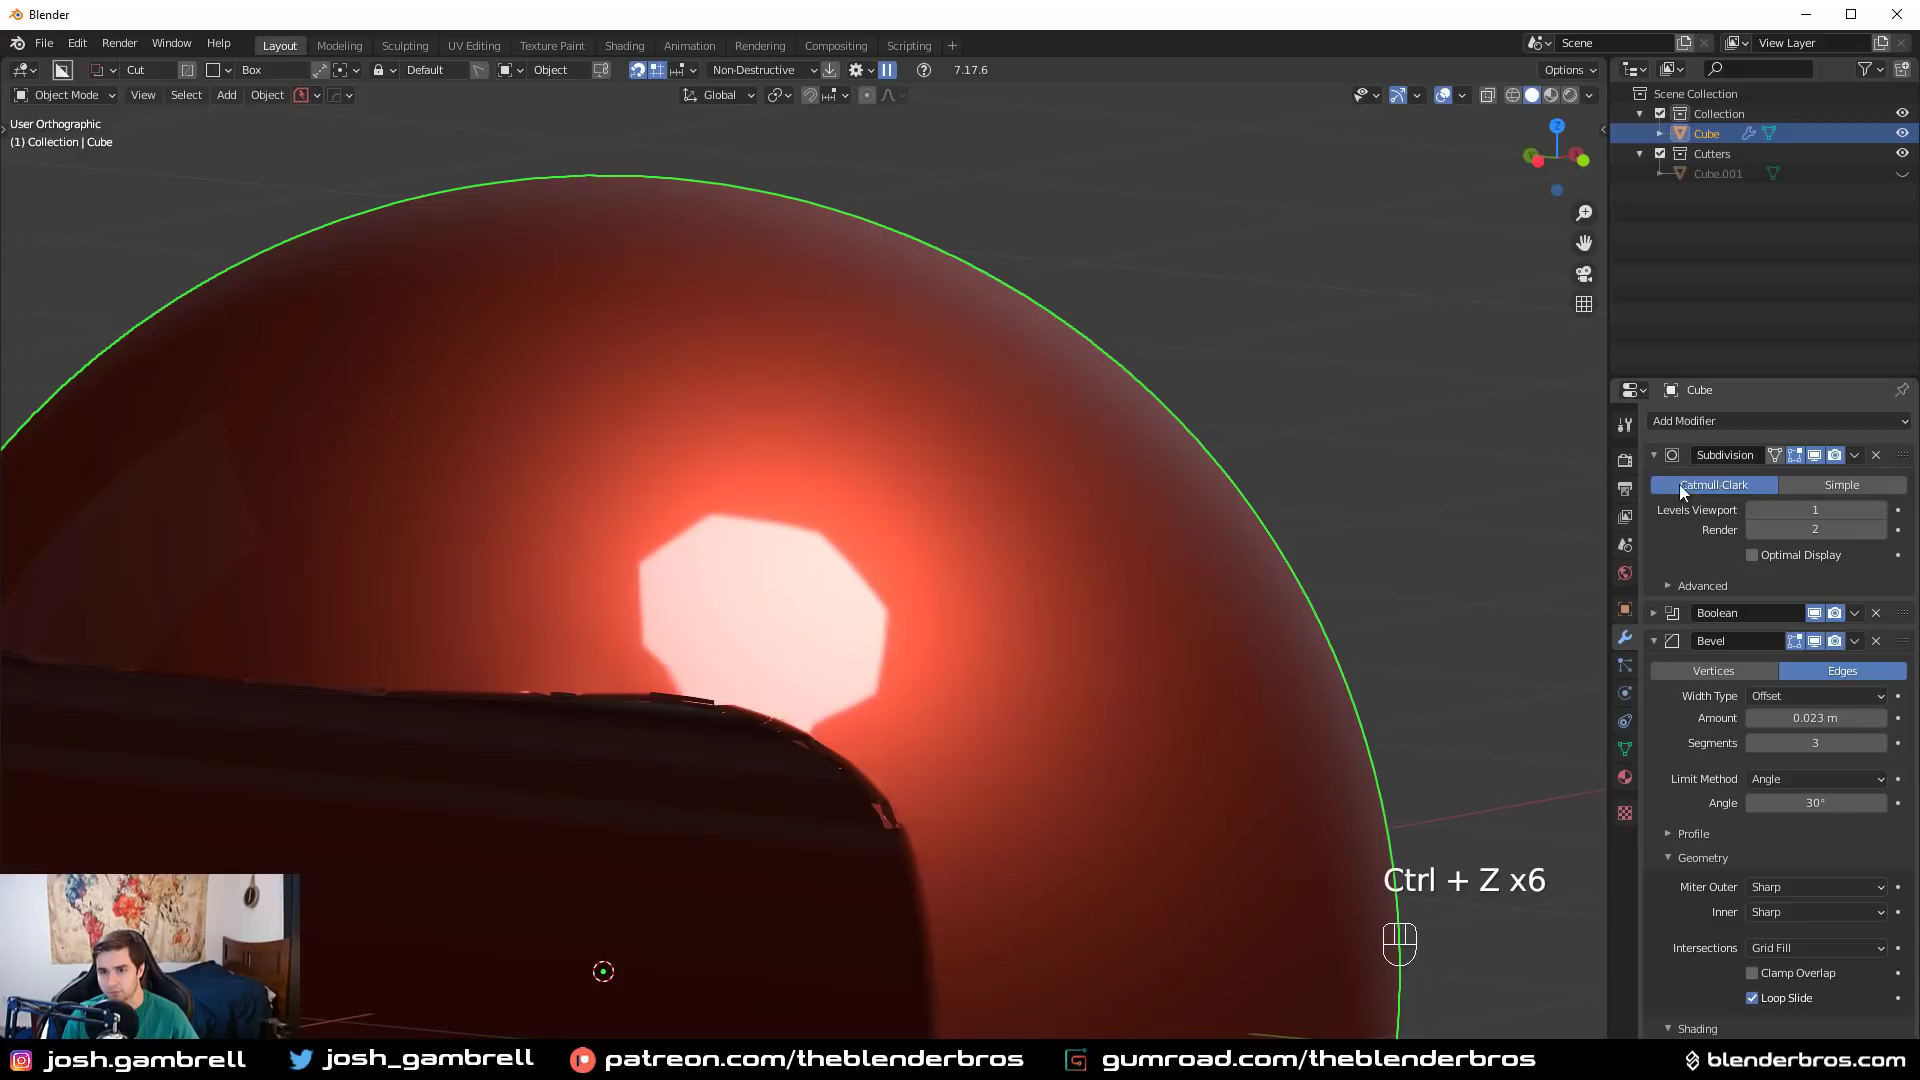 Blender
File Edit Render Window Help
Layout Modeling Sculpting UV Editing Texture Paint Shading Animation Rendering Compositing Scripting +
Scene
View Layer
Cut Box Default Object Non-Destructive 7.17.6 Options
Object Mode View Select Add Object Global
User Orthographic
(1) Collection | Cube
Z
Scene Collection
Collection
Cube
Cutters
Cube.001
Cube
Add Modifier
Subdivision
Catmull-Clark Simple
Levels Viewport 1
Render 2
Optimal Display
Advanced
Boolean
Bevel
Vertices Edges
Width Type Offset
Amount 0.023 m
Segments 3
Limit Method Angle
Angle 30°
Profile
Geometry
Miter Outer Sharp
Inner Sharp
Intersections Grid Fill
Clamp Overlap
Loop Slide
Shading
Ctrl + Z x6
josh.gambrell josh_gambrell patreon.com/theblenderbros gumroad.com/theblenderbros blenderbros.com